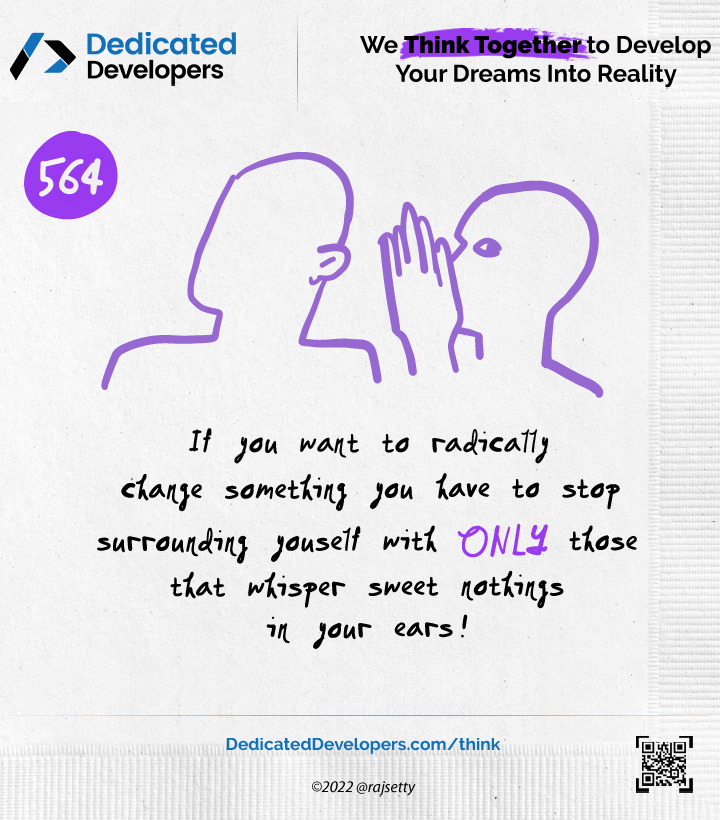 Dedicated
Developers
We Think Together to Develop
Your Dreams Into Reality
564
If you want to radically
change something you have to stop
surrounding youself with ONLY those
that whisper sweet nothings
in your ears!
DedicatedDevelopers.com/think
©2022 @rajsetty